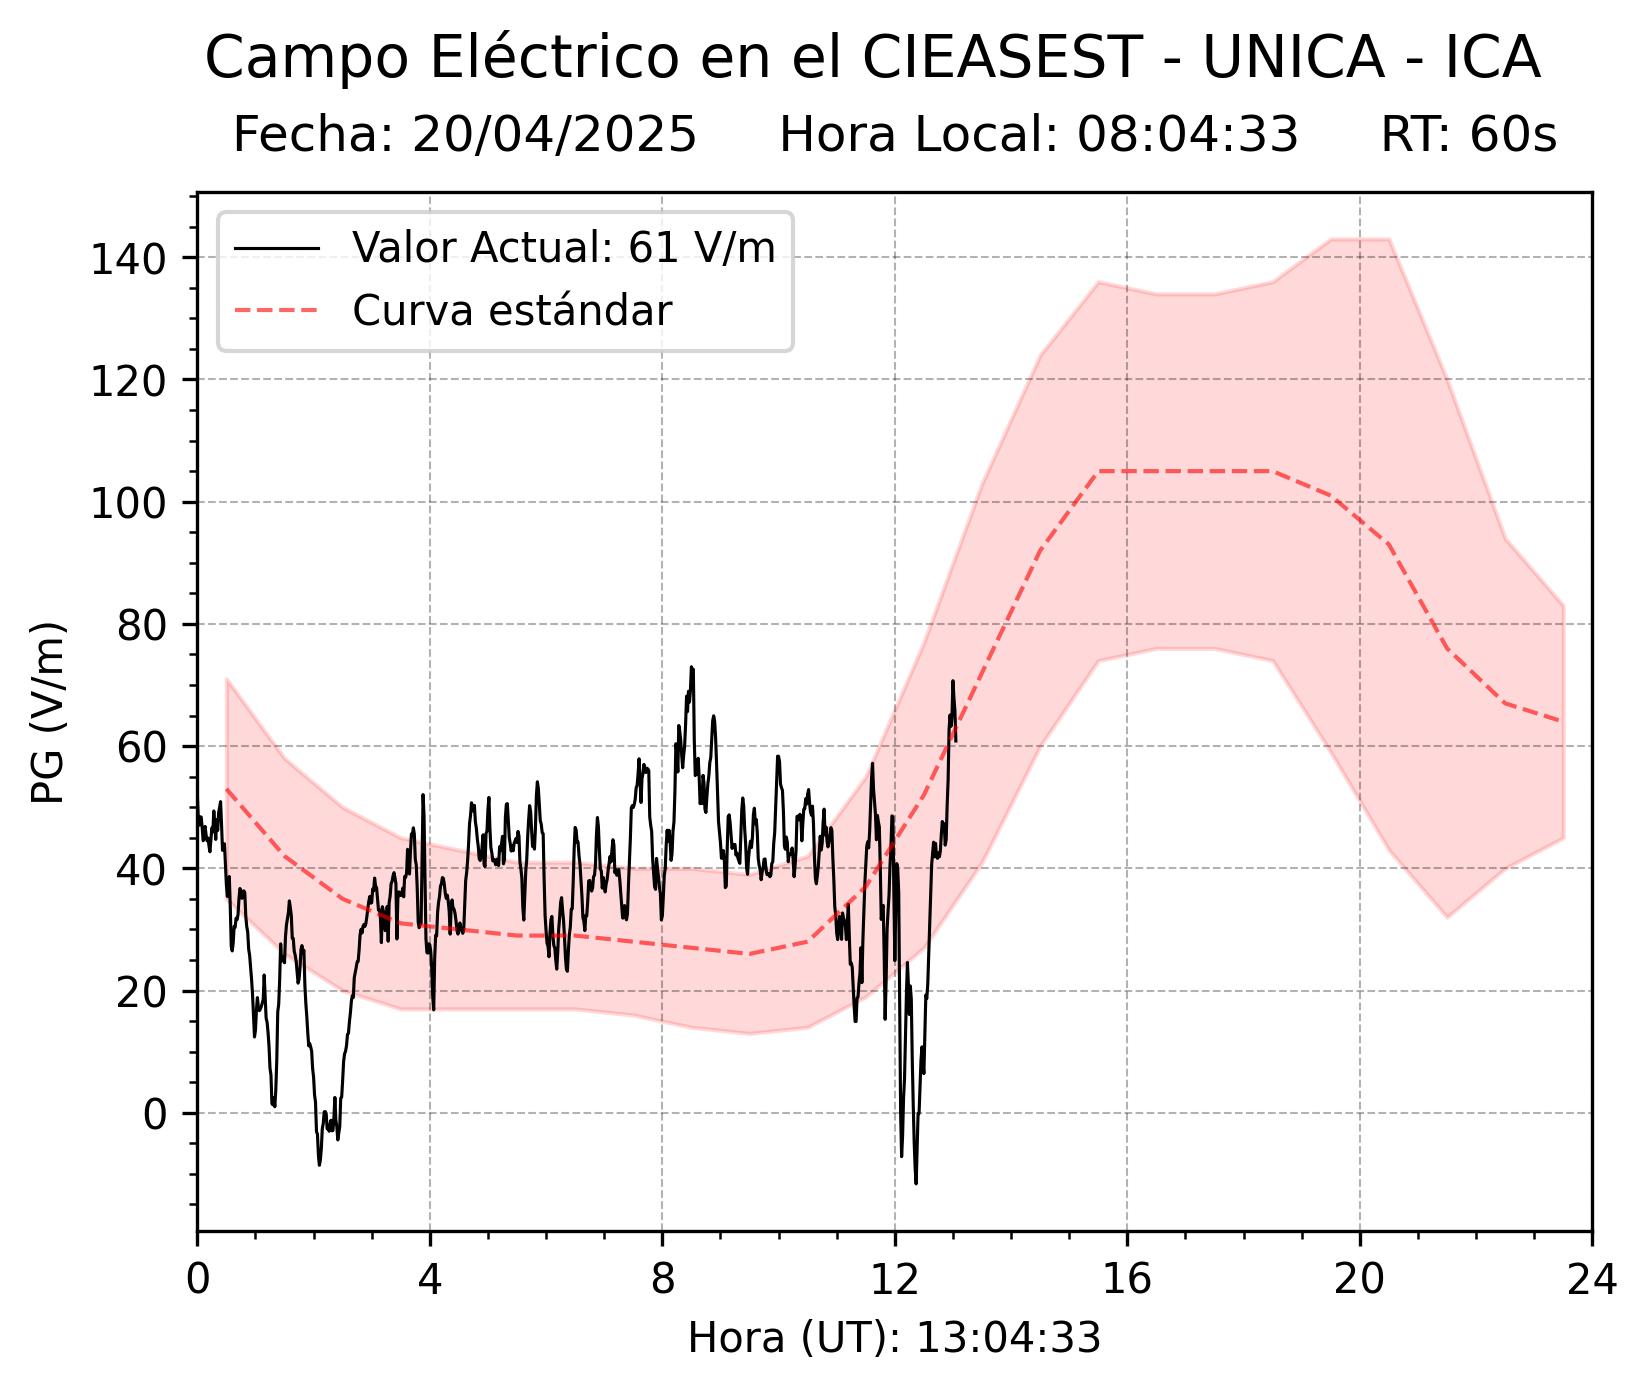 Campo Eléctrico en el CIEASEST - UNICA - ICA
Fecha: 20/04/2025 Hora Local: 08:04:33 RT: 60s
Valor Actual: 61 V/m
Curva estándar
PG (V/m)
140
120
100
80
60
40
20
0
0 4 8 12 16 20 24
Hora (UT): 13:04:33